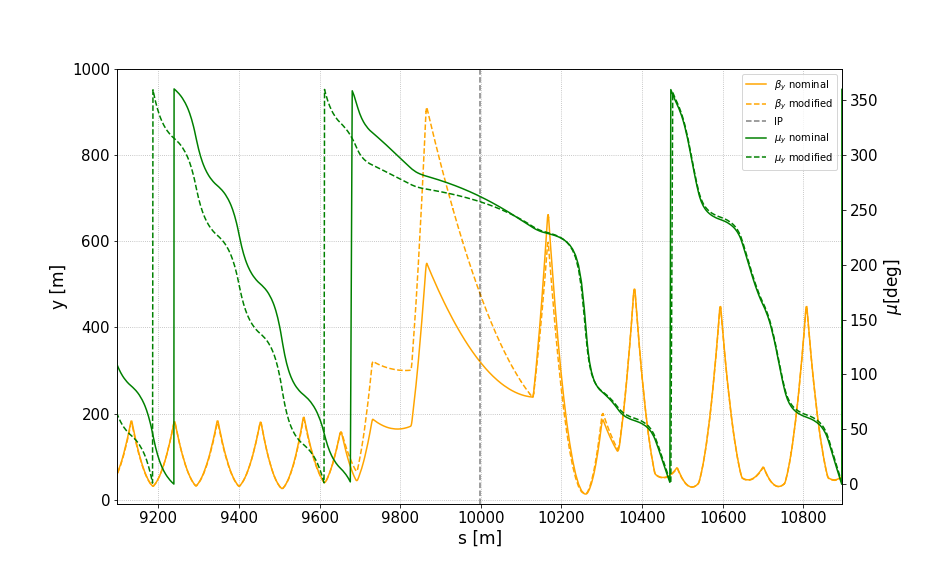 1000
800
600
400
200
0
y [m]
350
300
250
200
150
100
50
0
μ[deg]
β_y nominal
β_y modified
IP
μ_y nominal
μ_y modified
9200 9400 9600 9800 10000 10200 10400 10600 10800
s [m]